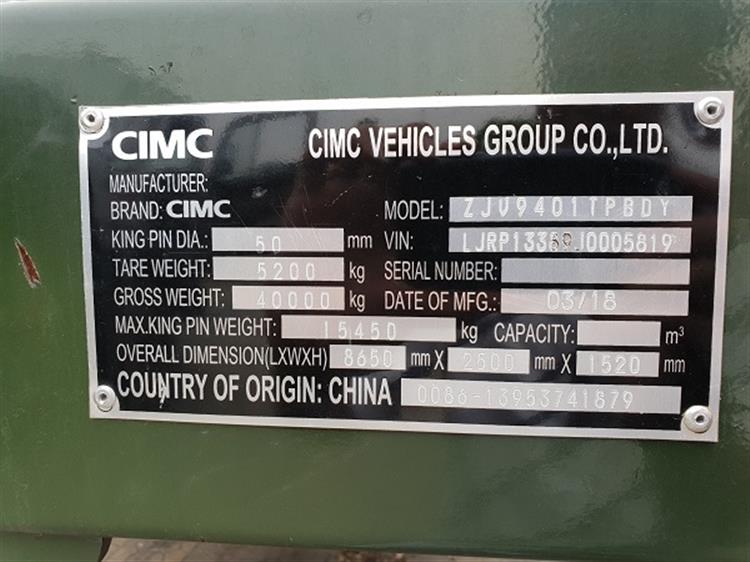 CIMC CIMC VEHICLES GROUP CO.,LTD.
MANUFACTURER:
BRAND: CIMC MODEL: ZJV9401TPBDY
KING PIN DIA.: 50 mm VIN:
TARE WEIGHT: 5200 kg SERIAL NUMBER:
GROSS WEIGHT: 40000 kg DATE OF MFG.: 03/18
MAX.KING PIN WEIGHT: 15450 kg CAPACITY: m³
OVERALL DIMENSION(LXWXH) 8650 mm X 2500 mm X 1520 mm
COUNTRY OF ORIGIN: CHINA 0086-13953741879